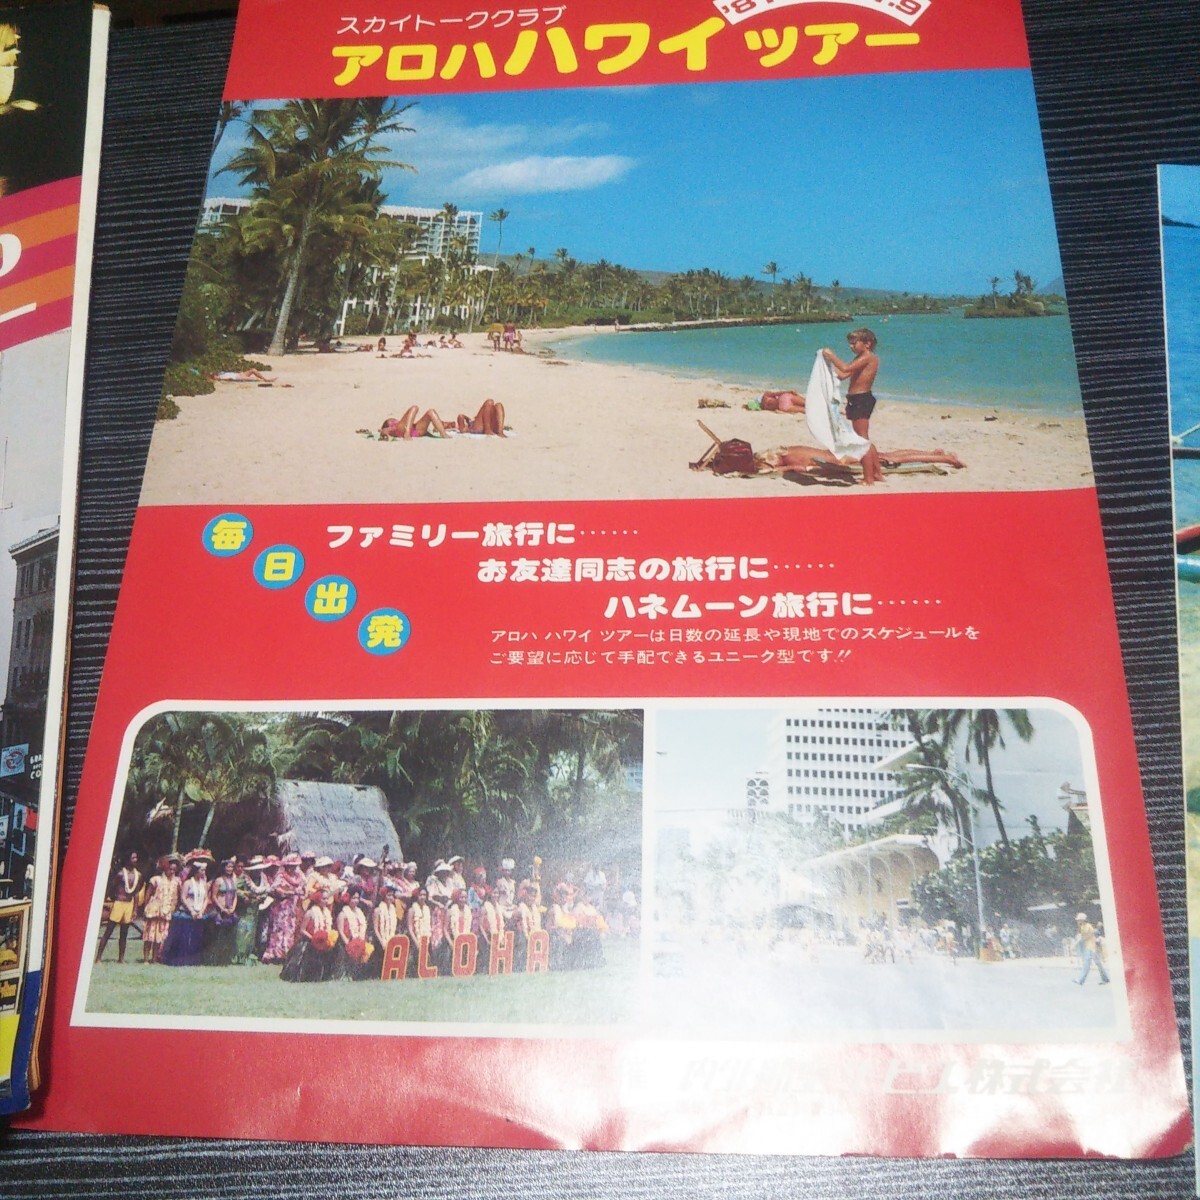 スカイトーククラブ
アロハハワイツアー
毎日出発
ファミリー旅行に……
お友達同志の旅行に……
ハネムーン旅行に……
アロハ ハワイ ツアーは日数の延長や現地でのスケジュールを
ご要望に応じて手配できるユニーク型です!!
ALOHA
株式会社